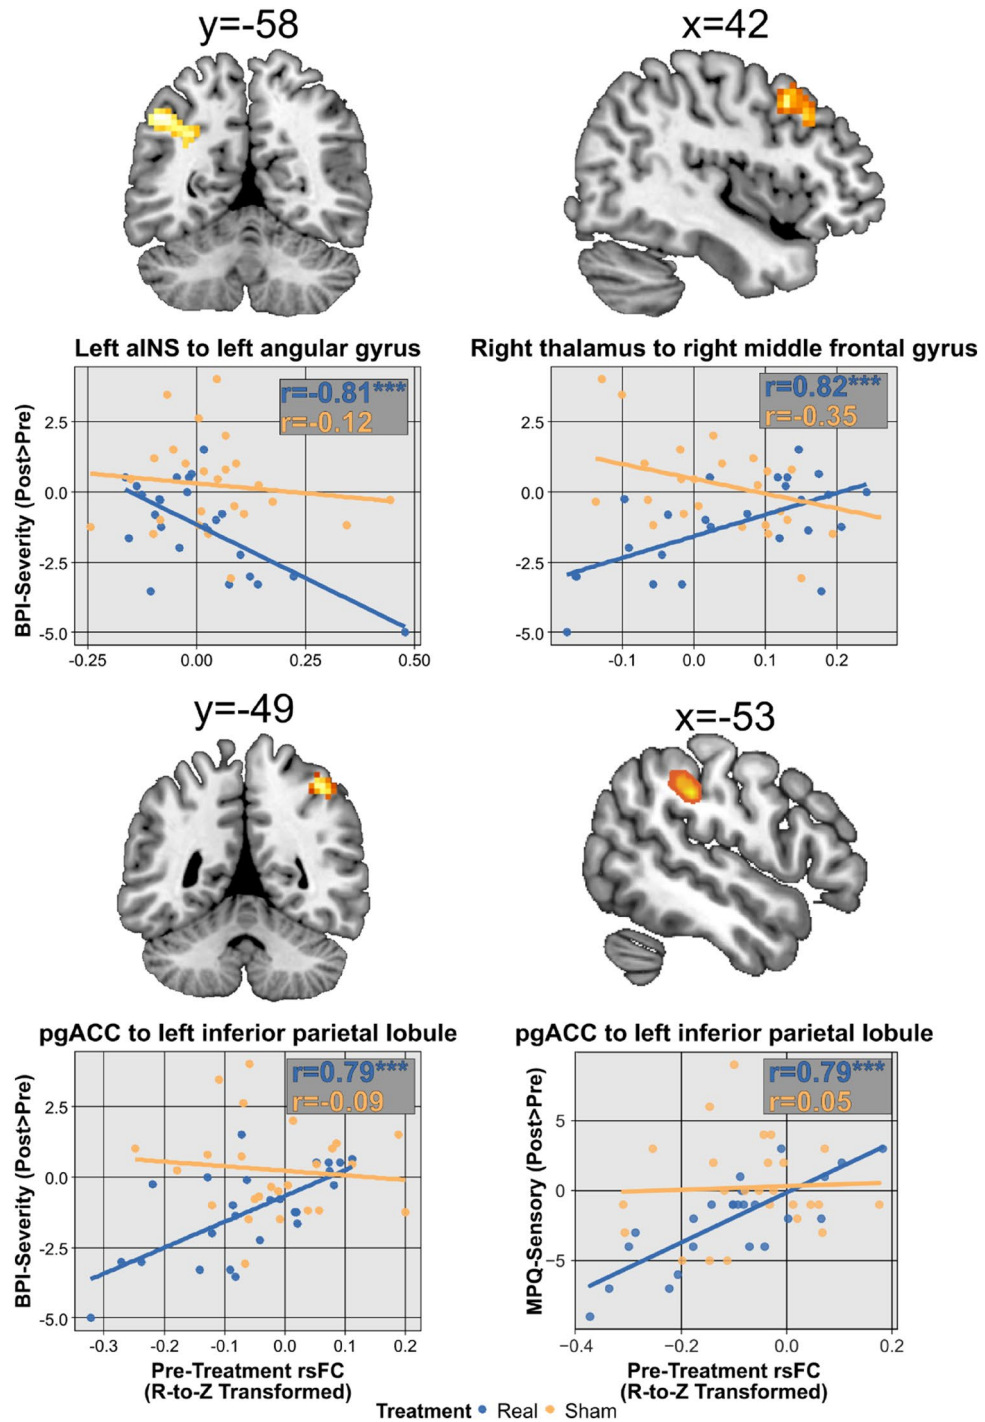 y=-58
x=42
Left aINS to left angular gyrus
Right thalamus to right middle frontal gyrus
BPI-Severity (Post>Pre)
r=-0.81***
r=-0.12
2.5
0.0
-2.5
-5.0
-0.25
0.00
0.25
0.50
r=0.82***
r=-0.35
2.5
0.0
-2.5
-5.0
-0.1
0.0
0.1
0.2
y=-49
x=-53
pgACC to left inferior parietal lobule
pgACC to left inferior parietal lobule
BPI-Severity (Post>Pre)
r=0.79***
r=-0.09
2.5
0.0
-2.5
-5.0
-0.3
-0.2
-0.1
0.0
0.1
0.2
Pre-Treatment rsFC
(R-to-Z Transformed)
MPQ-Sensory (Post>Pre)
r=0.79***
r=0.05
5
0
−5
−0.4
−0.2
0.0
0.2
Pre-Treatment rsFC
(R-to-Z Transformed)
Treatment Real Sham